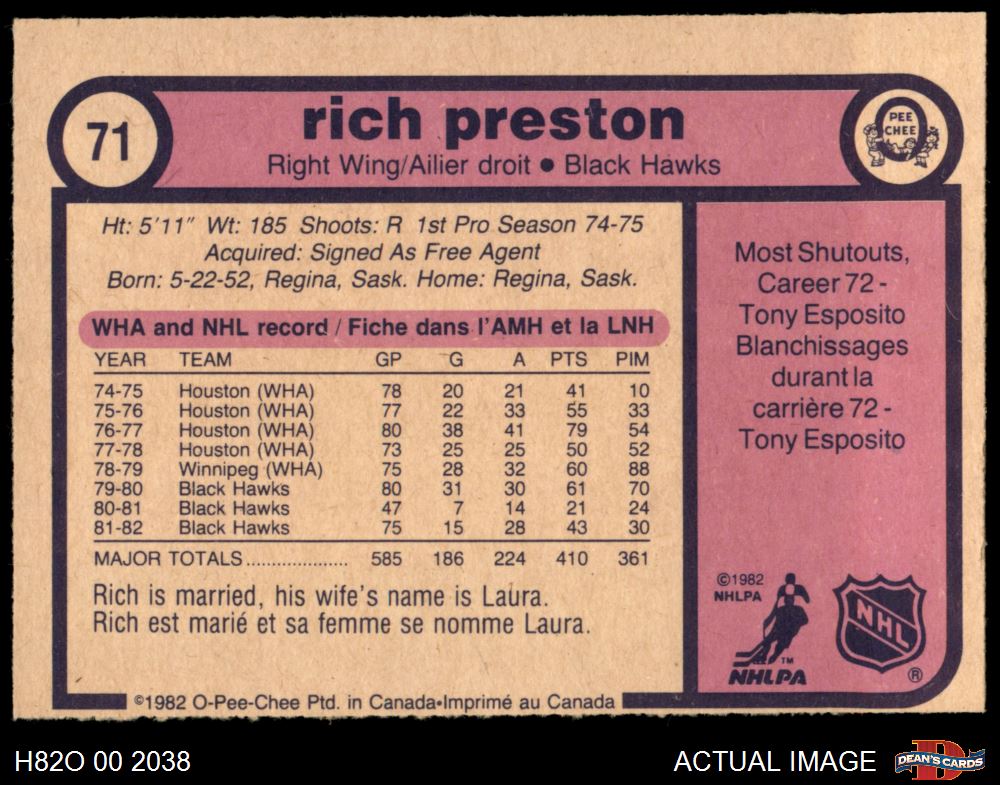 71
rich preston
Right Wing/Ailier droit ● Black Hawks
PEE
CHEE
Ht: 5'11" Wt: 185 Shoots: R 1st Pro Season 74-75
Acquired: Signed As Free Agent
Born: 5-22-52, Regina, Sask. Home: Regina, Sask.
WHA and NHL record / Fiche dans l'AMH et la LNH
YEAR TEAM GP G A PTS PIM
74-75 Houston (WHA) 78 20 21 41 10
75-76 Houston (WHA) 77 22 33 55 33
76-77 Houston (WHA) 80 38 41 79 54
77-78 Houston (WHA) 73 25 25 50 52
78-79 Winnipeg (WHA) 75 28 32 60 88
79-80 Black Hawks 80 31 30 61 70
80-81 Black Hawks 47 7 14 21 24
81-82 Black Hawks 75 15 28 43 30
MAJOR TOTALS.................... 585 186 224 410 361
Rich is married, his wife's name is Laura.
Rich est marié et sa femme se nomme Laura.
©1982 O-Pee-Chee Ptd. in Canada•Imprimé au Canada
Most Shutouts,
Career 72 -
Tony Esposito
Blanchissages
durant la
carrière 72 -
Tony Esposito
©1982
NHLPA
TM
NHLPA
NHL
®
H82O 00 2038
ACTUAL IMAGE
D
DEAN'S CARDS